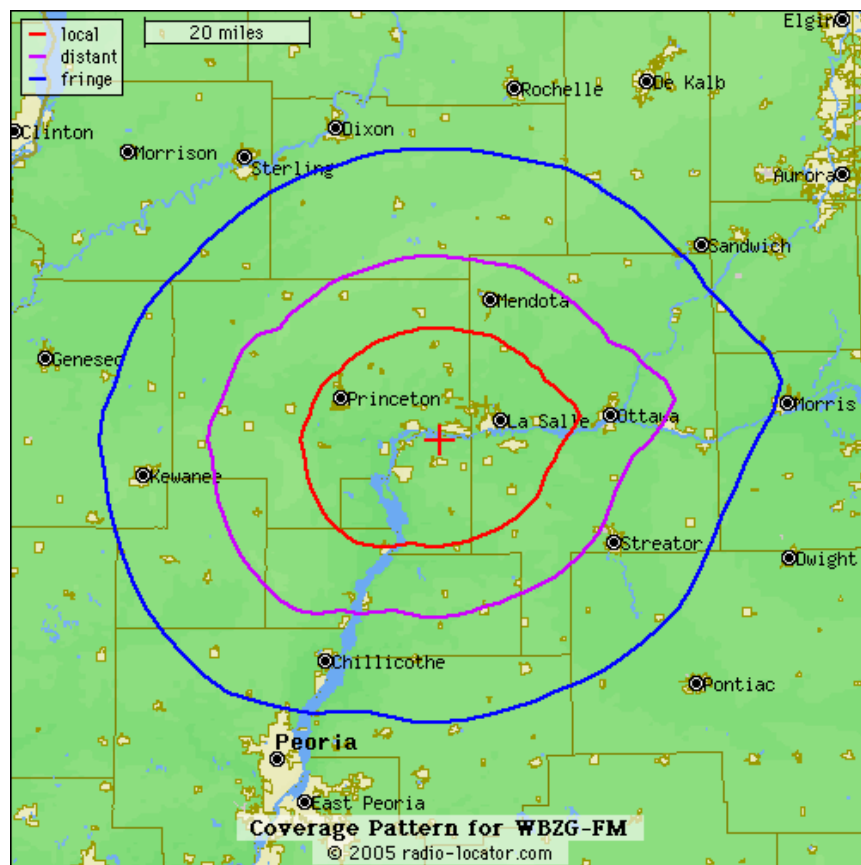 Elgin
local
20 miles
distant
fringe
De Kalb
Rochelle
Dixon
Clinton
Morrison
Sterling
Aurora
Sandwich
Mendota
Geneseo
Princeton
Morris
La Salle
Ottawa
Kewanee
Streator
Dwight
Chillicothe
Pontiac
Peoria
East Peoria
Coverage Pattern for WBZG-FM
© 2005 radio-locator.com